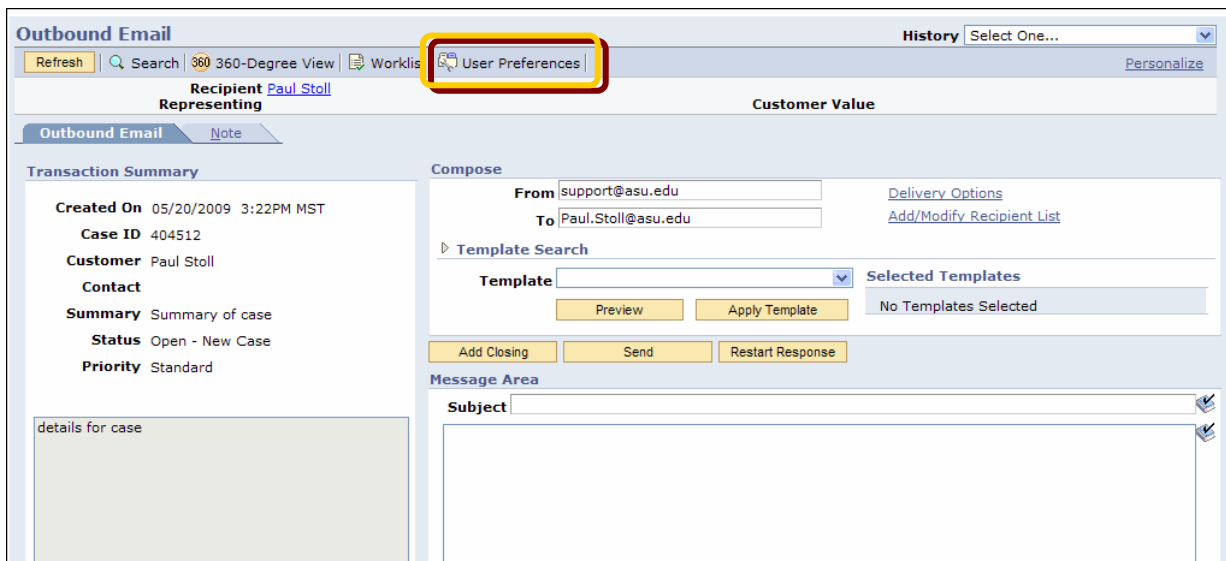 Outbound Email
History Select One...
Refresh Search 360 360-Degree View Worklis User Preferences Personalize
Recipient Paul Stoll
Representing Customer Value
Outbound Email Note
Transaction Summary
Created On 05/20/2009 3:22PM MST
Case ID 404512
Customer Paul Stoll
Contact
Summary Summary of case
Status Open - New Case
Priority Standard
details for case
Compose
From support@asu.edu Delivery Options
To Paul.Stoll@asu.edu Add/Modify Recipient List
Template Search
Template Selected Templates
Preview Apply Template No Templates Selected
Add Closing Send Restart Response
Message Area
Subject